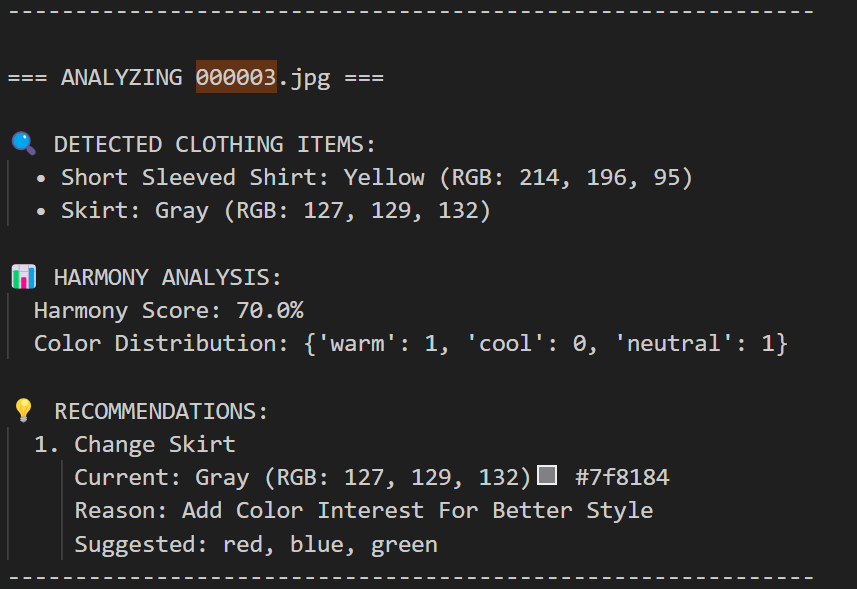 ------------------------------------------------------------
=== ANALYZING 000003.jpg ===
🔍 DETECTED CLOTHING ITEMS:
• Short Sleeved Shirt: Yellow (RGB: 214, 196, 95)
• Skirt: Gray (RGB: 127, 129, 132)
📊 HARMONY ANALYSIS:
Harmony Score: 70.0%
Color Distribution: {'warm': 1, 'cool': 0, 'neutral': 1}
💡 RECOMMENDATIONS:
1. Change Skirt
Current: Gray (RGB: 127, 129, 132) #7f8184
Reason: Add Color Interest For Better Style
Suggested: red, blue, green
------------------------------------------------------------